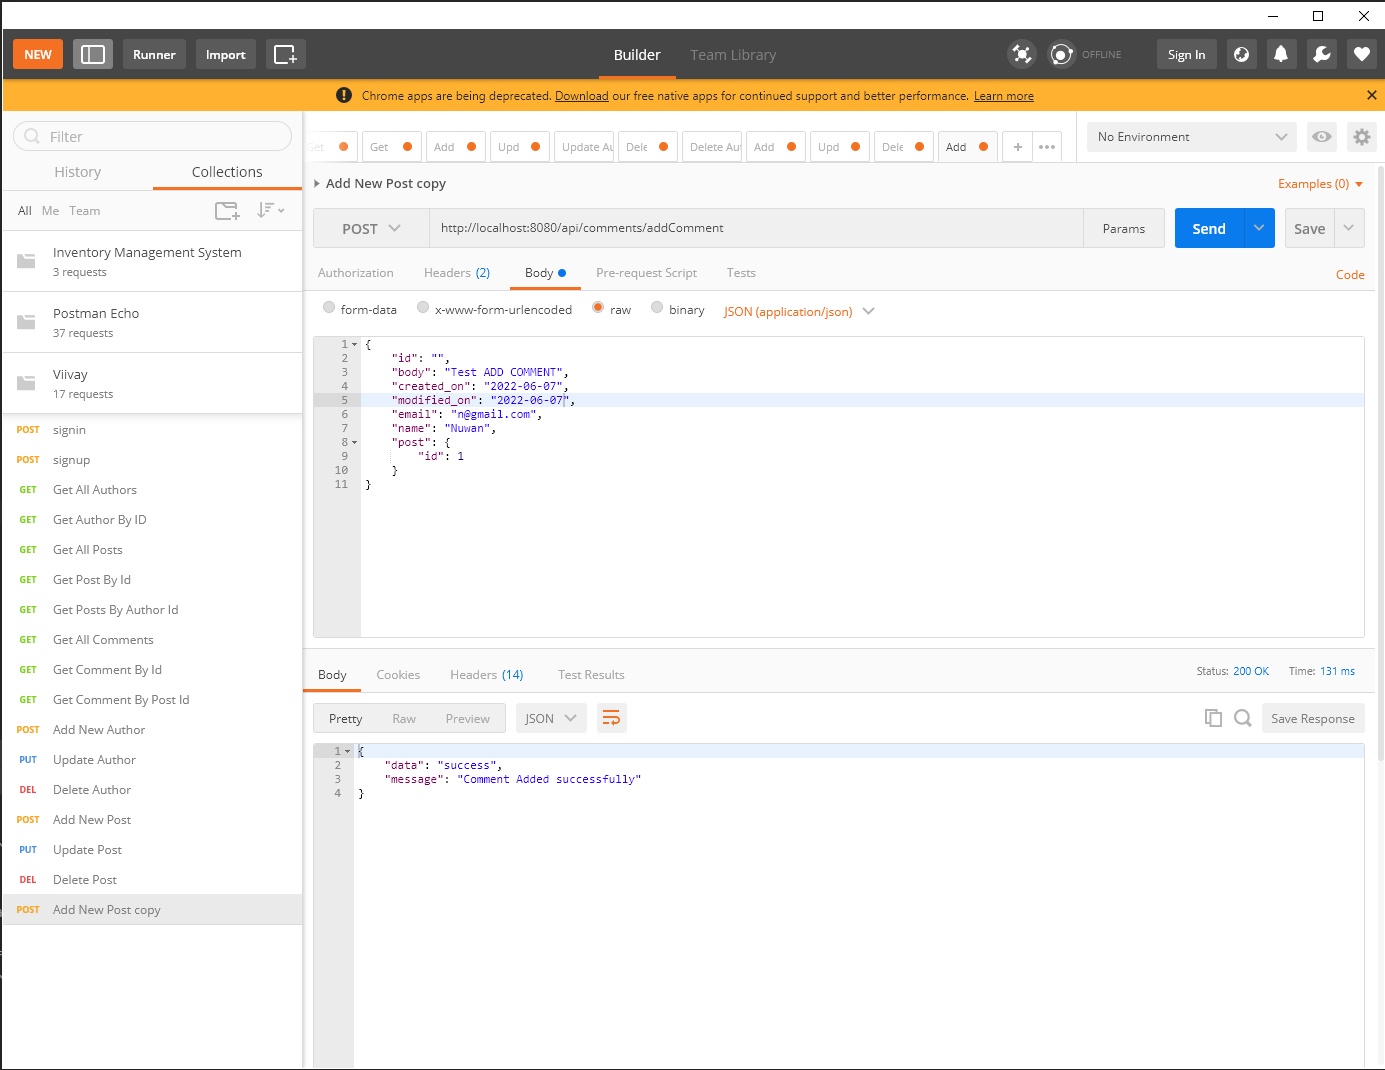 NEW
Runner
Import
Builder
Team Library
OFFLINE
Sign In
Chrome apps are being deprecated. Download our free native apps for continued support and better performance. Learn more
Filter
History
Collections
All Me Team
Inventory Management System
3 requests
Postman Echo
37 requests
Viivay
17 requests
POST signin
POST signup
GET Get All Authors
GET Get Author By ID
GET Get All Posts
GET Get Post By Id
GET Get Posts By Author Id
GET Get All Comments
GET Get Comment By Id
GET Get Comment By Post Id
POST Add New Author
PUT Update Author
DEL Delete Author
POST Add New Post
PUT Update Post
DEL Delete Post
POST Add New Post copy
Get Get Add Upd Update Au Dele Delete Aut Add Upd Dele Add + •••
No Environment
Add New Post copy
Examples (0)
POST http://localhost:8080/api/comments/addComment Params Send Save
Authorization Headers (2) Body Pre-request Script Tests Code
form-data x-www-form-urlencoded raw binary JSON (application/json)
1 {
2 "id": "",
3 "body": "Test ADD COMMENT",
4 "created_on": "2022-06-07",
5 "modified_on": "2022-06-07",
6 "email": "n@gmail.com",
7 "name": "Nuwan",
8 "post": {
9 "id": 1
10 }
11 }
Body Cookies Headers (14) Test Results Status: 200 OK Time: 131 ms
Pretty Raw Preview JSON Save Response
1 {
2 "data": "success",
3 "message": "Comment Added successfully"
4 }